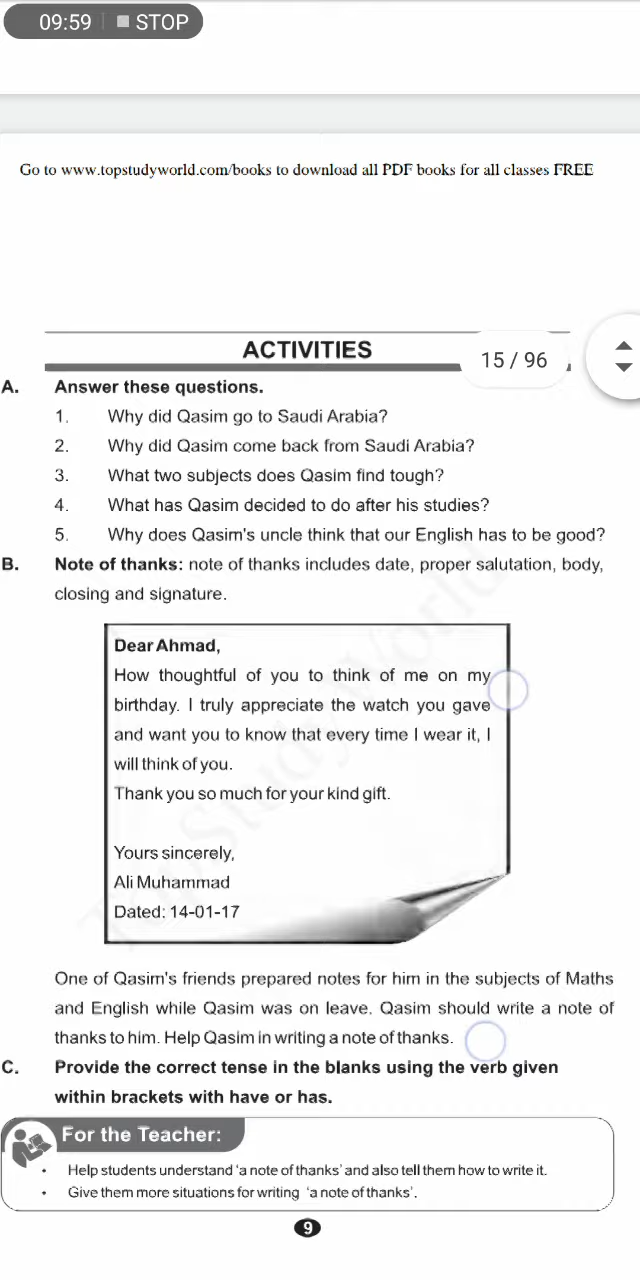 09:59 STOP
Go to www.topstudyworld.com/books to download all PDF books for all classes FREE
ACTIVITIES
15 / 96
A. Answer these questions.
1. Why did Qasim go to Saudi Arabia?
2. Why did Qasim come back from Saudi Arabia?
3. What two subjects does Qasim find tough?
4. What has Qasim decided to do after his studies?
5. Why does Qasim's uncle think that our English has to be good?
B. Note of thanks: note of thanks includes date, proper salutation, body,
closing and signature.
Dear Ahmad,
How thoughtful of you to think of me on my
birthday. I truly appreciate the watch you gave
and want you to know that every time I wear it, I
will think of you.
Thank you so much for your kind gift.
Yours sincerely,
Ali Muhammad
Dated: 14-01-17
One of Qasim's friends prepared notes for him in the subjects of Maths
and English while Qasim was on leave. Qasim should write a note of
thanks to him. Help Qasim in writing a note of thanks.
C. Provide the correct tense in the blanks using the verb given
within brackets with have or has.
For the Teacher:
• Help students understand 'a note of thanks' and also tell them how to write it.
• Give them more situations for writing 'a note of thanks'.
9
Top Study World